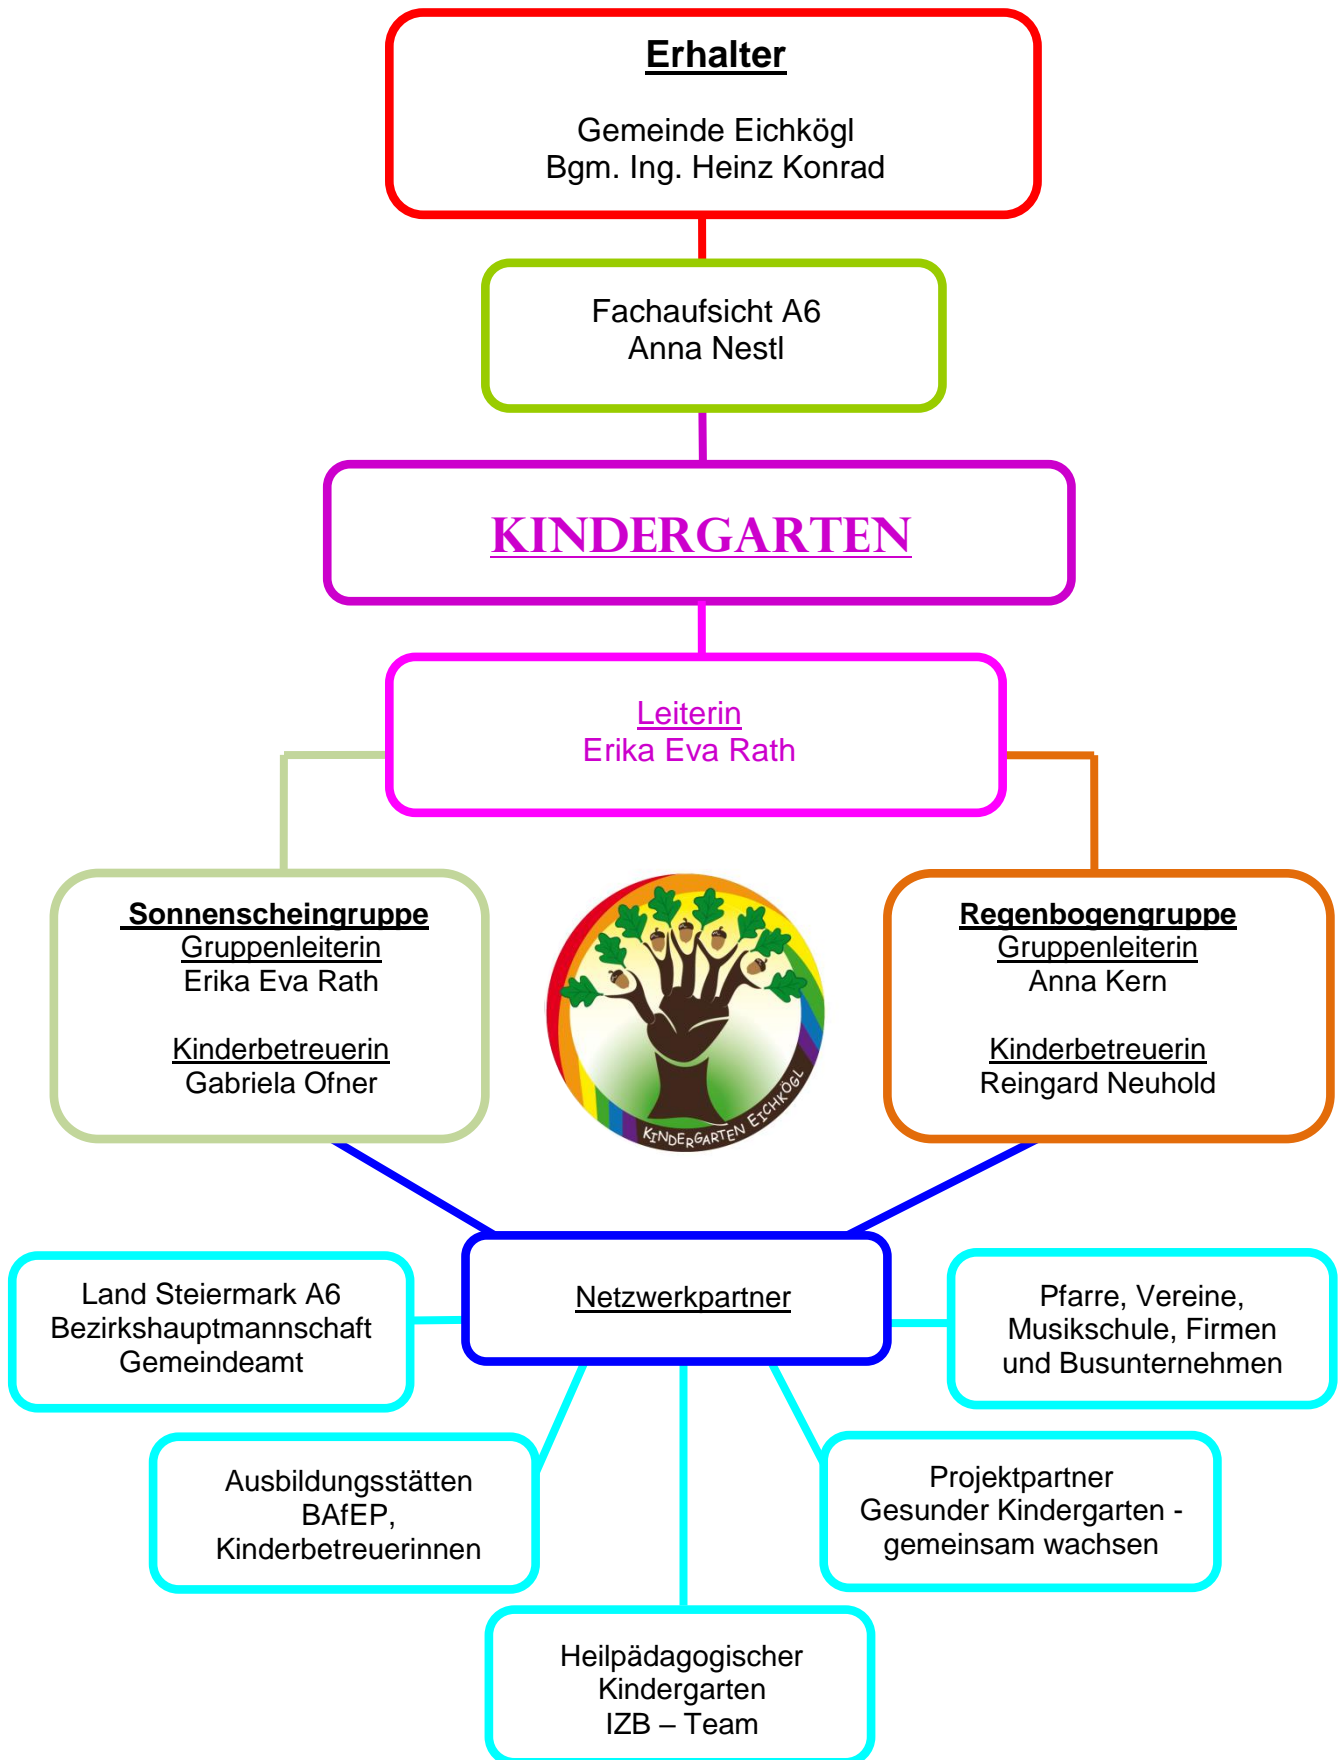 Erhalter
Gemeinde Eichkögl
Bgm. Ing. Heinz Konrad
Fachaufsicht A6
Anna Nestl
KINDERGARTEN
Leiterin
Erika Eva Rath
Sonnenscheingruppe
Gruppenleiterin
Erika Eva Rath
Kinderbetreuerin
Gabriela Ofner
KINDERGARTEN EICHKÖGL
Regenbogengruppe
Gruppenleiterin
Anna Kern
Kinderbetreuerin
Reingard Neuhold
Netzwerkpartner
Land Steiermark A6
Bezirkshauptmannschaft
Gemeindeamt
Pfarre, Vereine,
Musikschule, Firmen
und Busunternehmen
Ausbildungsstätten
BAfEP,
Kinderbetreuerinnen
Projektpartner
Gesunder Kindergarten -
gemeinsam wachsen
Heilpädagogischer
Kindergarten
IZB – Team